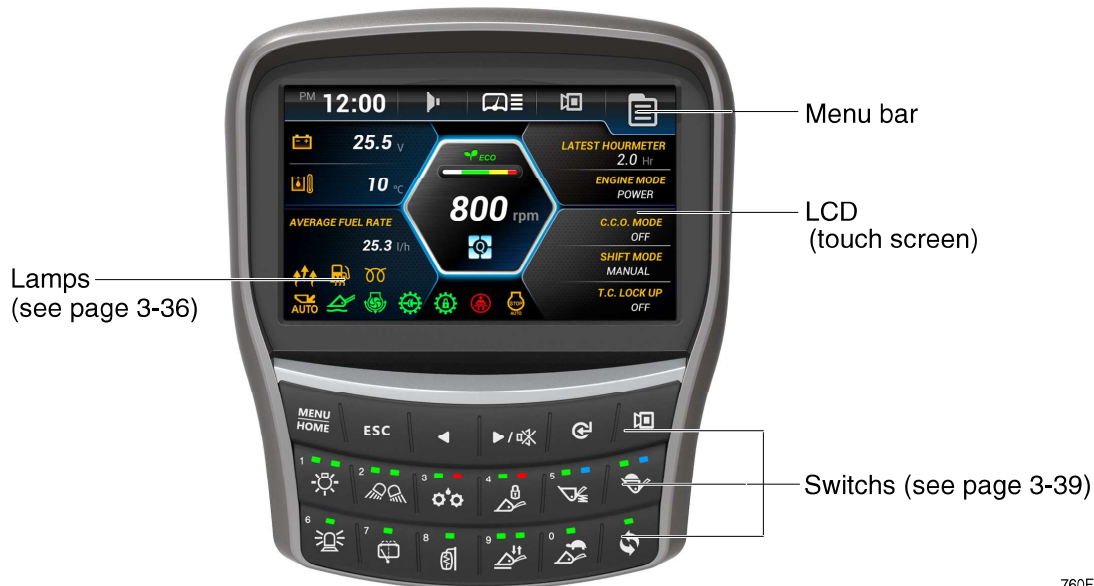 PM 12:00
Menu bar
25.5 V
ECO
LATEST HOURMETER
2.0 Hr
10 °C
ENGINE MODE
POWER
800 rpm
AVERAGE FUEL RATE
25.3 l/h
C.C.O. MODE
OFF
LCD
(touch screen)
SHIFT MODE
MANUAL
Lamps
(see page 3-36)
AUTO
STOP
AUTO
T.C. LOCK UP
OFF
MENU
HOME
ESC
1 2 3 4 5
Switchs (see page 3-39)
6 7 8 9 0